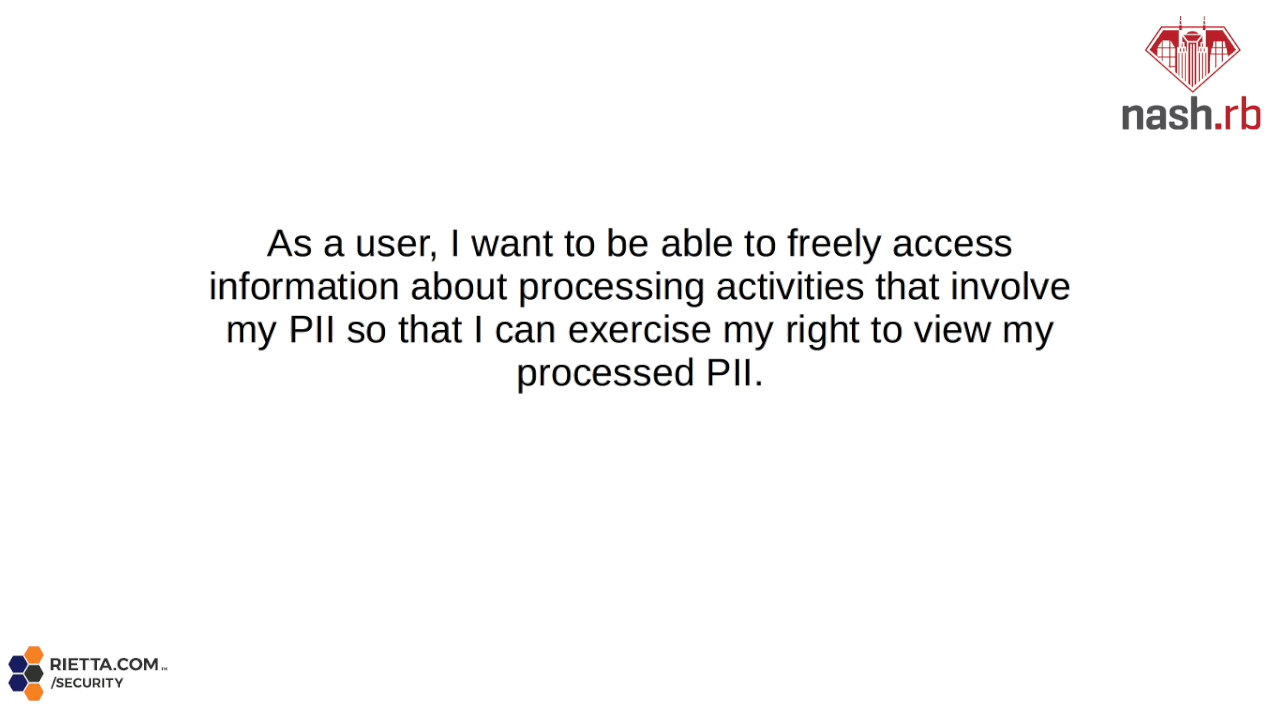 nash.rb
As a user, I want to be able to freely access
information about processing activities that involve
my PII so that I can exercise my right to view my
processed PII.
RIETTA.COM
/SECURITY